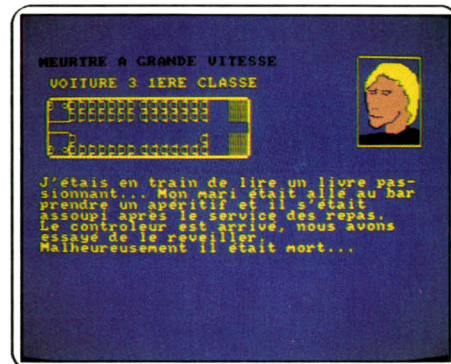 MEURTRE A GRANDE VITESSE
VOITURE 3 1ERE CLASSE
J'étais en train de lire un livre pas-
sionnant... Mon mari était allé au bar
prendre un apéritif et il s'était
assoupi après le service des repas.
Le controleur est arrivé, nous avons
essayé de le reveiller.
Malheureusement il était mort...